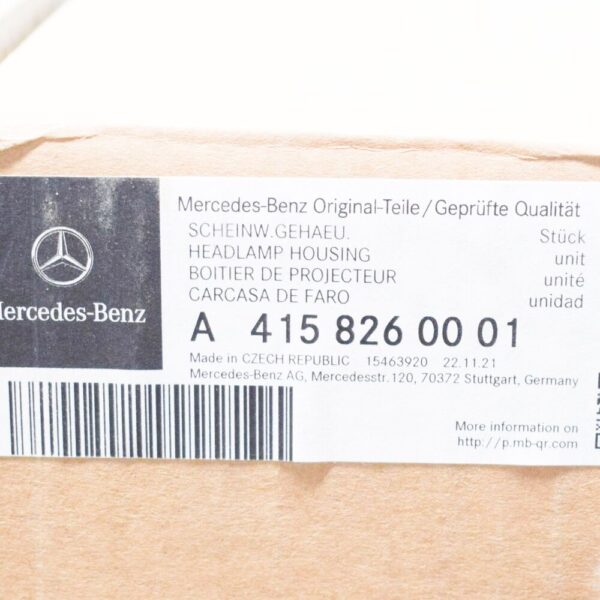 Mercedes-Benz Original-Teile/Geprüfte Qualität
SCHEINW.GEHAEU. Stück
HEADLAMP HOUSING unit
BOITIER DE PROJECTEUR unité
CARCASA DE FARO unidad
Mercedes-Benz
A 415 826 00 01
Made in CZECH REPUBLIC 15463920 22.11.21
Mercedes-Benz AG, Mercedesstr.120, 70372 Stuttgart, Germany
More information on
http://p.mb-qr.com